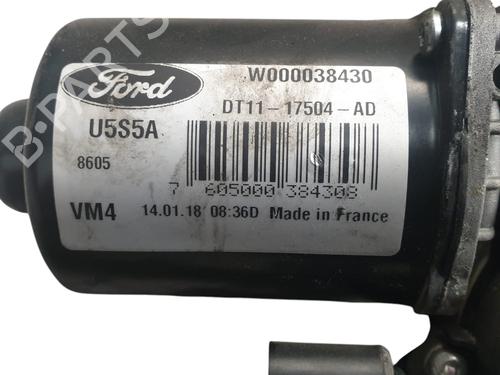 Ford
W000038430
DT11-17504-AD
U5S5A
8605
7 605000 384308
VM4 14.01.18 08:36D Made in France
B-PARTS